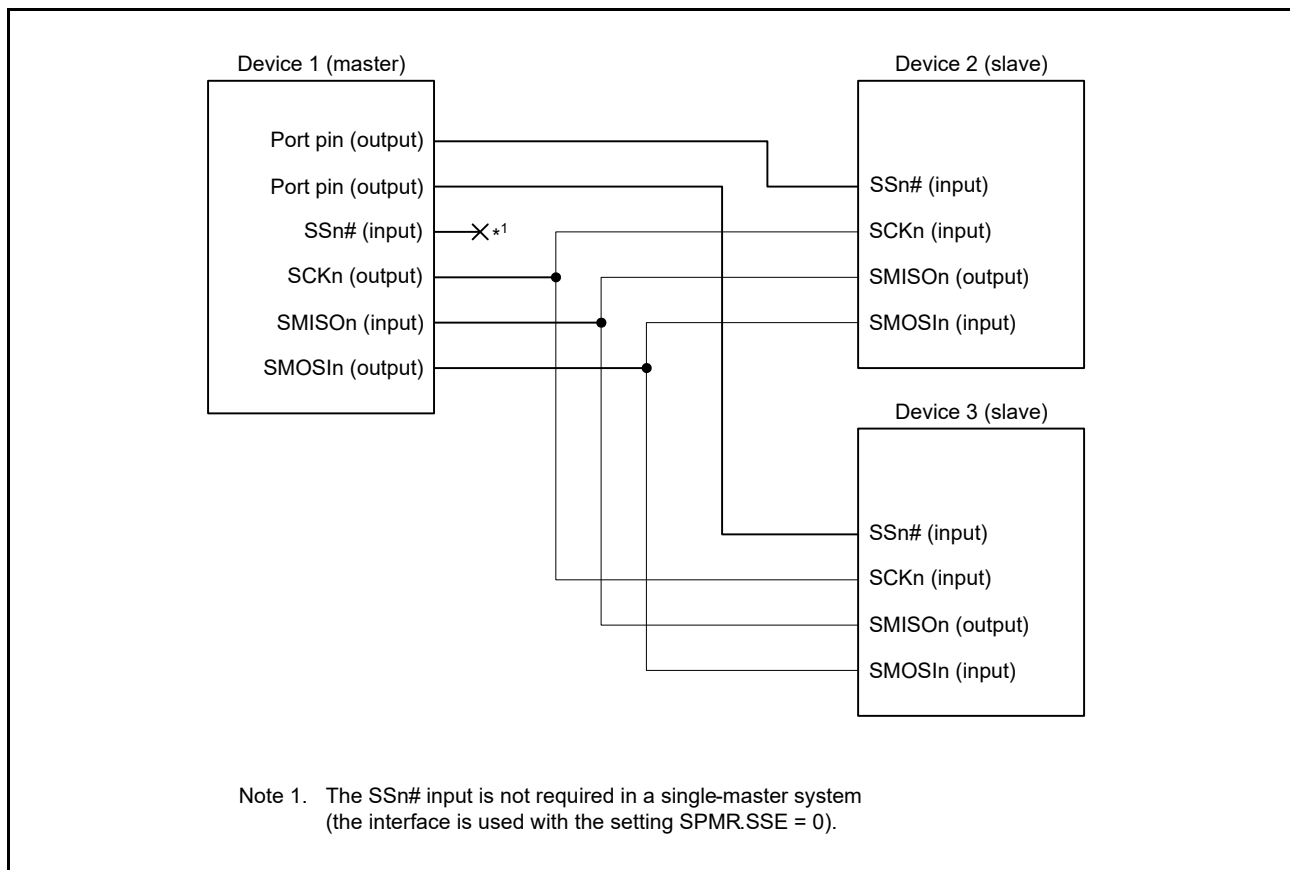 Device 1 (master)
Port pin (output)
Port pin (output)
SSn# (input)
*1
SCKn (output)
SMISOn (input)
SMOSIn (output)
Device 2 (slave)
SSn# (input)
SCKn (input)
SMISOn (output)
SMOSIn (input)
Device 3 (slave)
SSn# (input)
SCKn (input)
SMISOn (output)
SMOSIn (input)
Note 1. The SSn# input is not required in a single-master system
(the interface is used with the setting SPMR.SSE = 0).